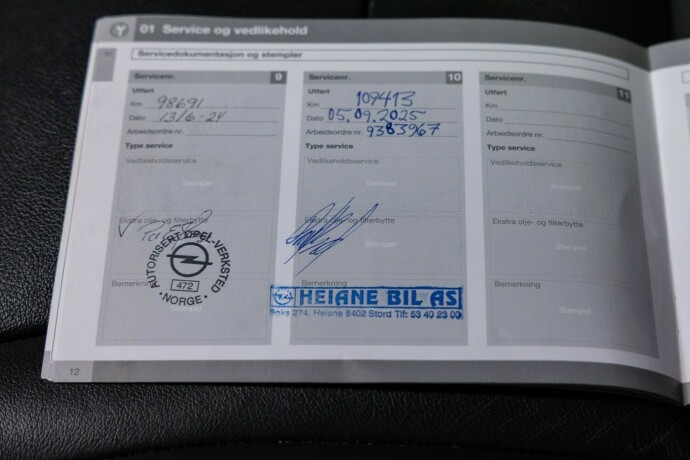 01 Service og vedlikehold
Servicedokumentasjon og stempler
Servicenr. 9
Utført
Km 98691
Dato 13/6-24
Arbeidsordre nr.
Type service
Vedlikeholdsservice
Stempel
Ekstra olje- og filterbytte
AUTORISERT OPEL-VERKSTED
472
• NORGE •
Bemerkning
Stempel
Servicenr. 10
Utført
Km 109413
Dato 05.09.2025
Arbeidsordre nr. 9383967
Type service
Vedlikeholdsservice
Stempel
Ekstra olje- og filterbytte
Stempel
Bemerkning
HEIANE BIL AS
Boks 274. Heiane 5402 Stord Tlf: 53 40 23 00
Servicenr. 11
Utført
Km
Dato
Arbeidsordre nr.
Type service
Vedlikeholdsservice
Stempel
Ekstra olje- og filterbytte
Stempel
Bemerkning
Stempel
12